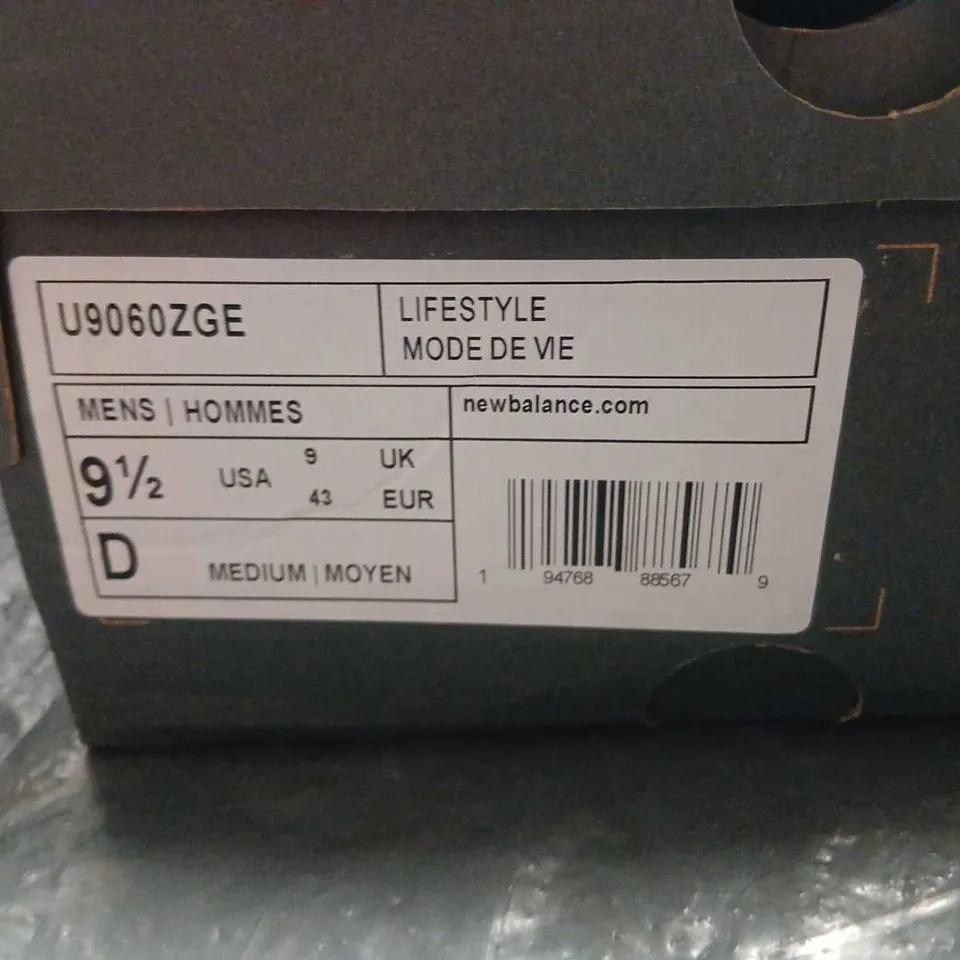 U9060ZGE
LIFESTYLE
MODE DE VIE
MENS | HOMMES
newbalance.com
9½ USA 9 UK
43 EUR
D MEDIUM | MOYEN
1 94768 88567 9